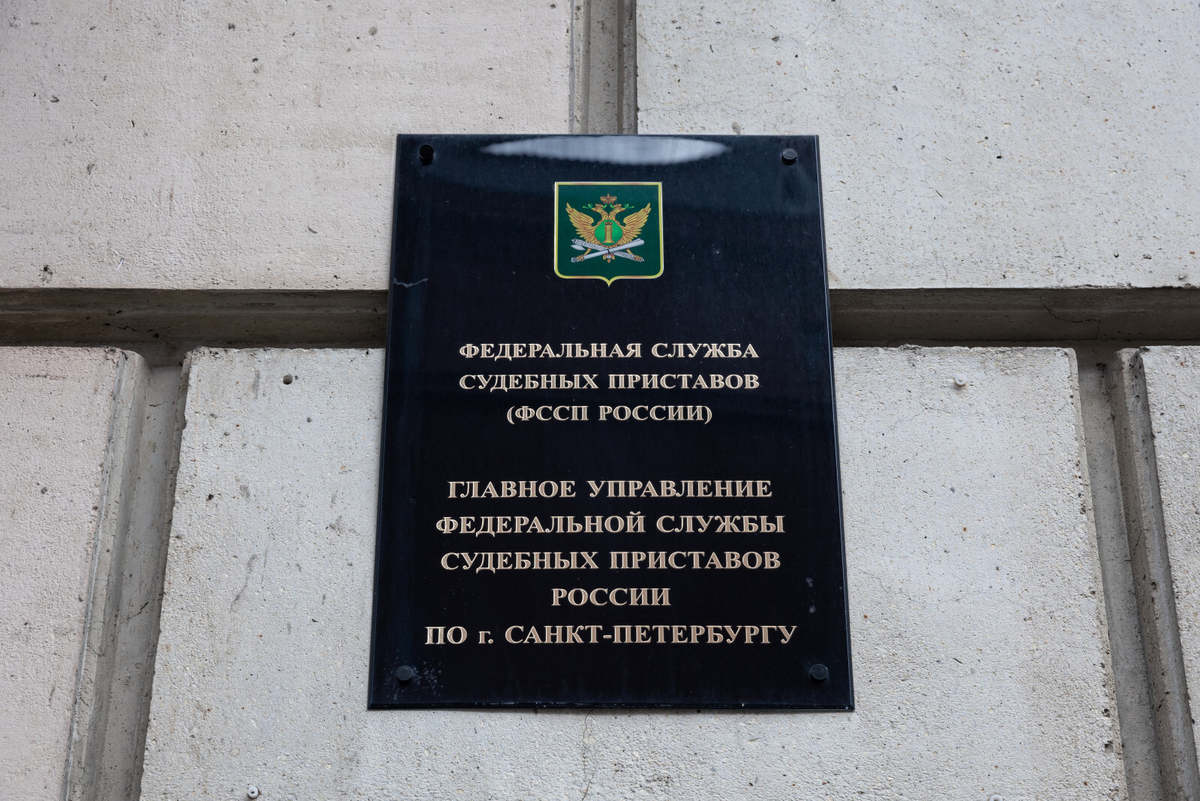 ФЕДЕРАЛЬНАЯ СЛУЖБА
СУДЕБНЫХ ПРИСТАВОВ
(ФССП РОССИИ)
ГЛАВНОЕ УПРАВЛЕНИЕ
ФЕДЕРАЛЬНОЙ СЛУЖБЫ
СУДЕБНЫХ ПРИСТАВОВ
РОССИИ
ПО г. САНКТ-ПЕТЕРБУРГУ